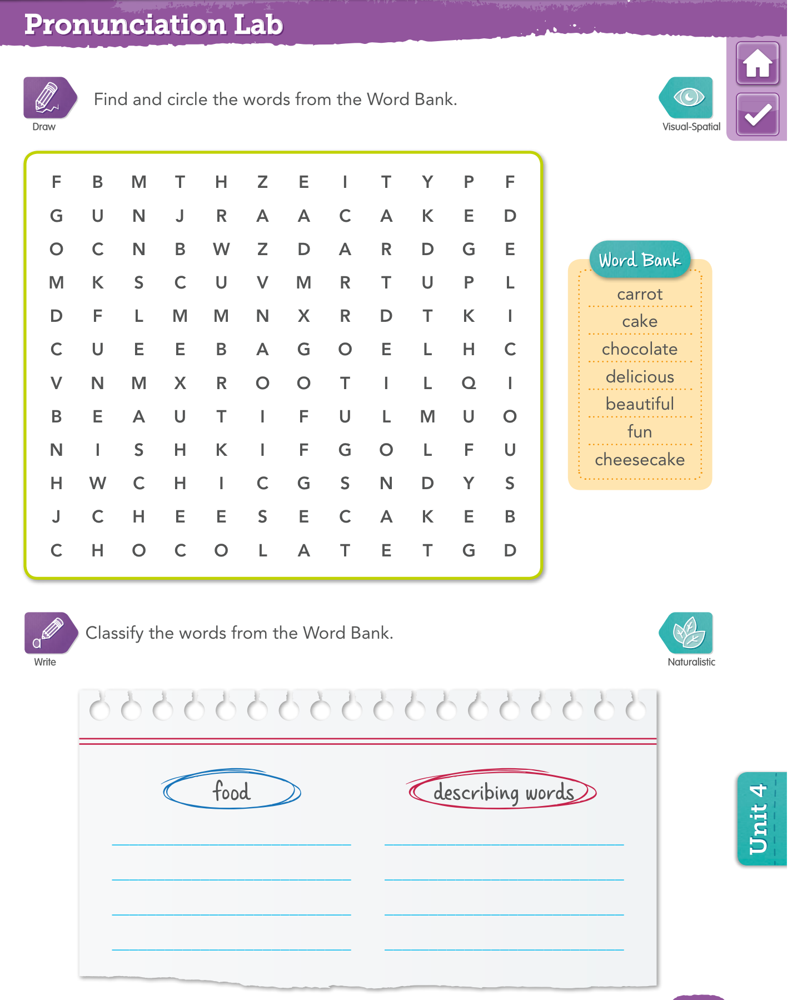 Pronunciation Lab
Find and circle the words from the Word Bank.
Draw
Visual-Spatial
F B M T H Z E I T Y P F
G U N J R A A C A K E D
O C N B W Z D A R D G E
M K S C U V M R T U P L
D F L M M N X R D T K I
C U E E B A G O E L H C
V N M X R O O T I L Q I
B E A U T I F U L M U O
N I S H K I F G O L F U
H W C H I C G S N D Y S
J C H E E S E C A K E B
C H O C O L A T E T G D
Word Bank
carrot
cake
chocolate
delicious
beautiful
fun
cheesecake
a
Classify the words from the Word Bank.
Write
Naturalistic
food
describing words
Unit 4